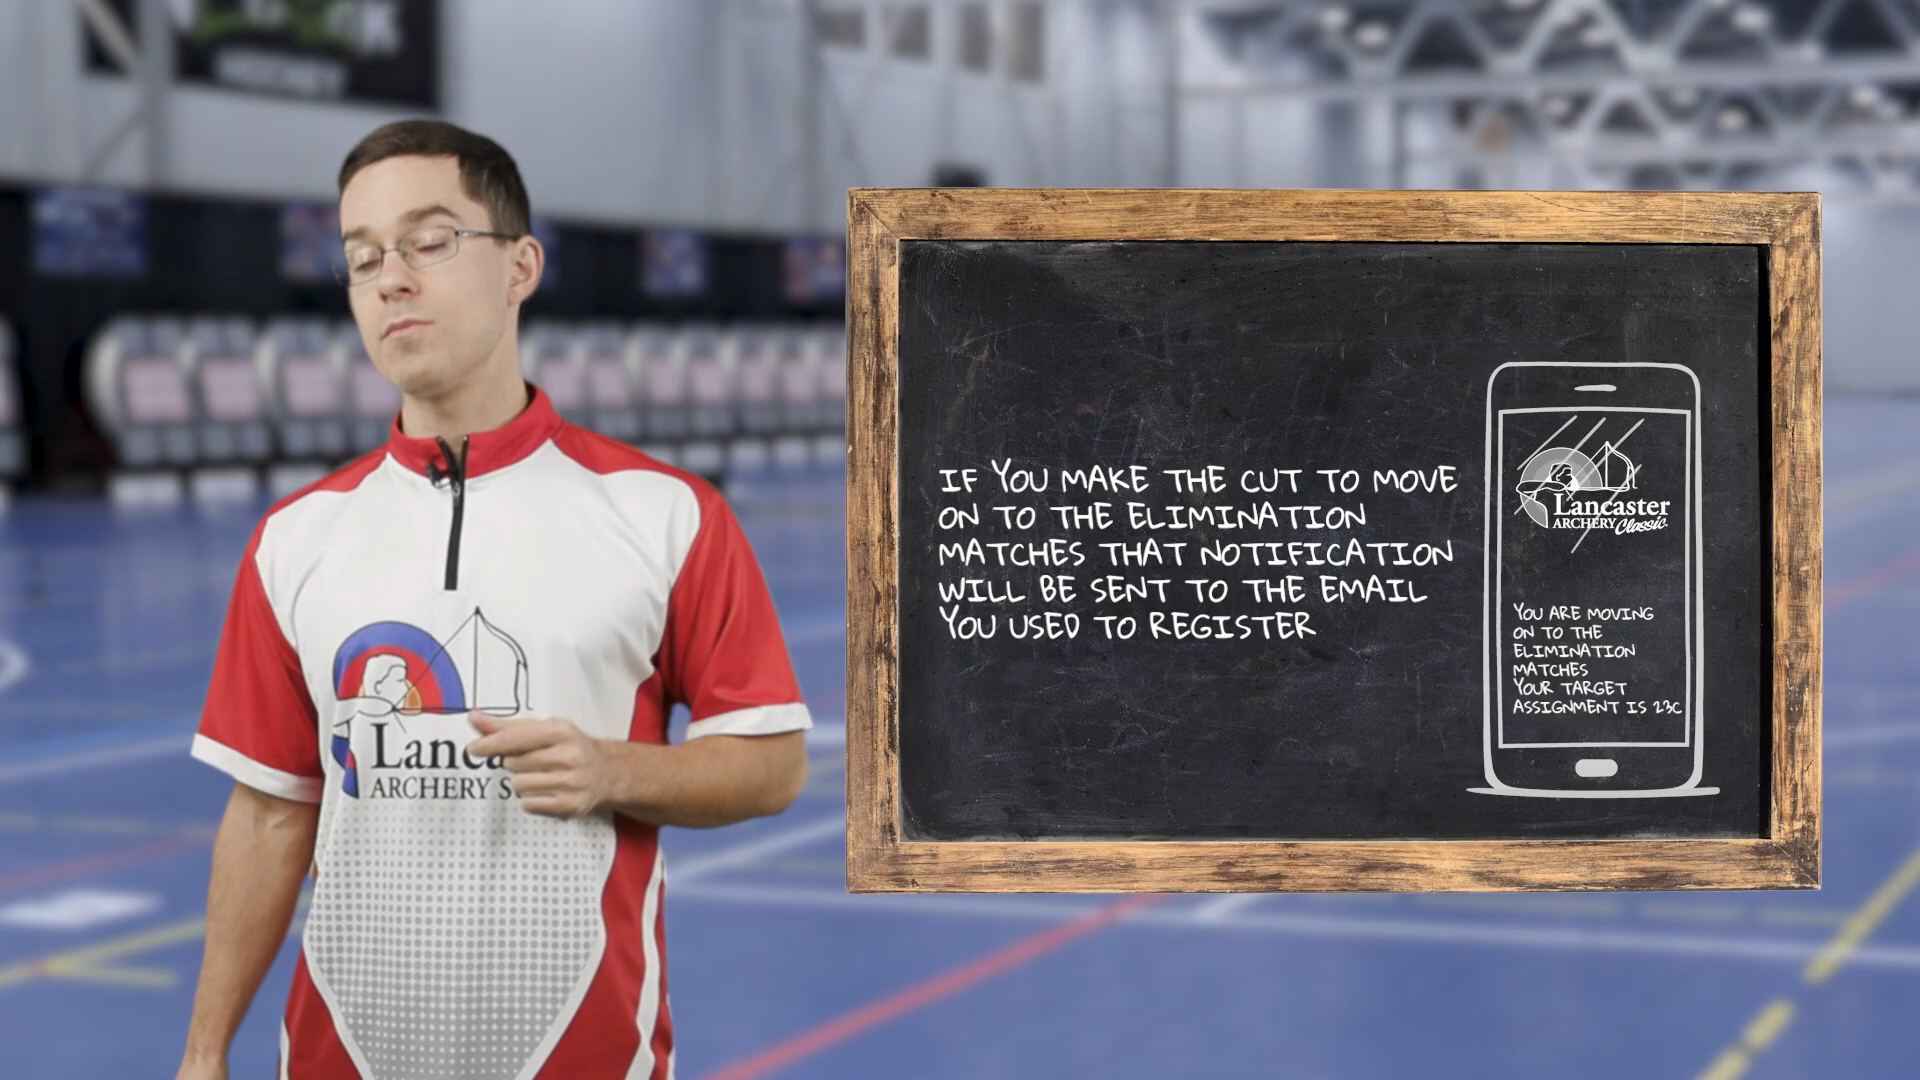 Lanc
ARCHERY S
IF YOU MAKE THE CUT TO MOVE
ON TO THE ELIMINATION
MATCHES THAT NOTIFICATION
WILL BE SENT TO THE EMAIL
YOU USED TO REGISTER
Lancaster
ARCHERY Classic
YOU ARE MOVING
ON TO THE
ELIMINATION
MATCHES
YOUR TARGET
ASSIGNMENT IS 23C